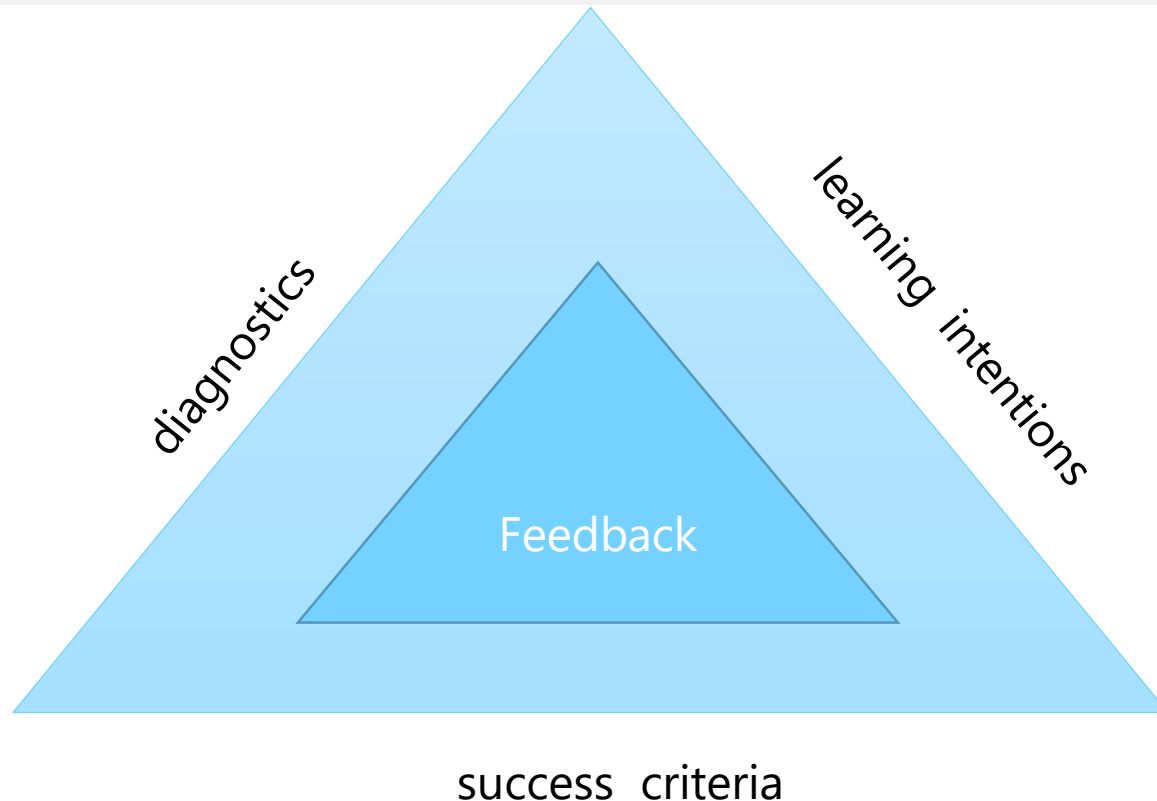 diagnostics
learning intentions
Feedback
success criteria